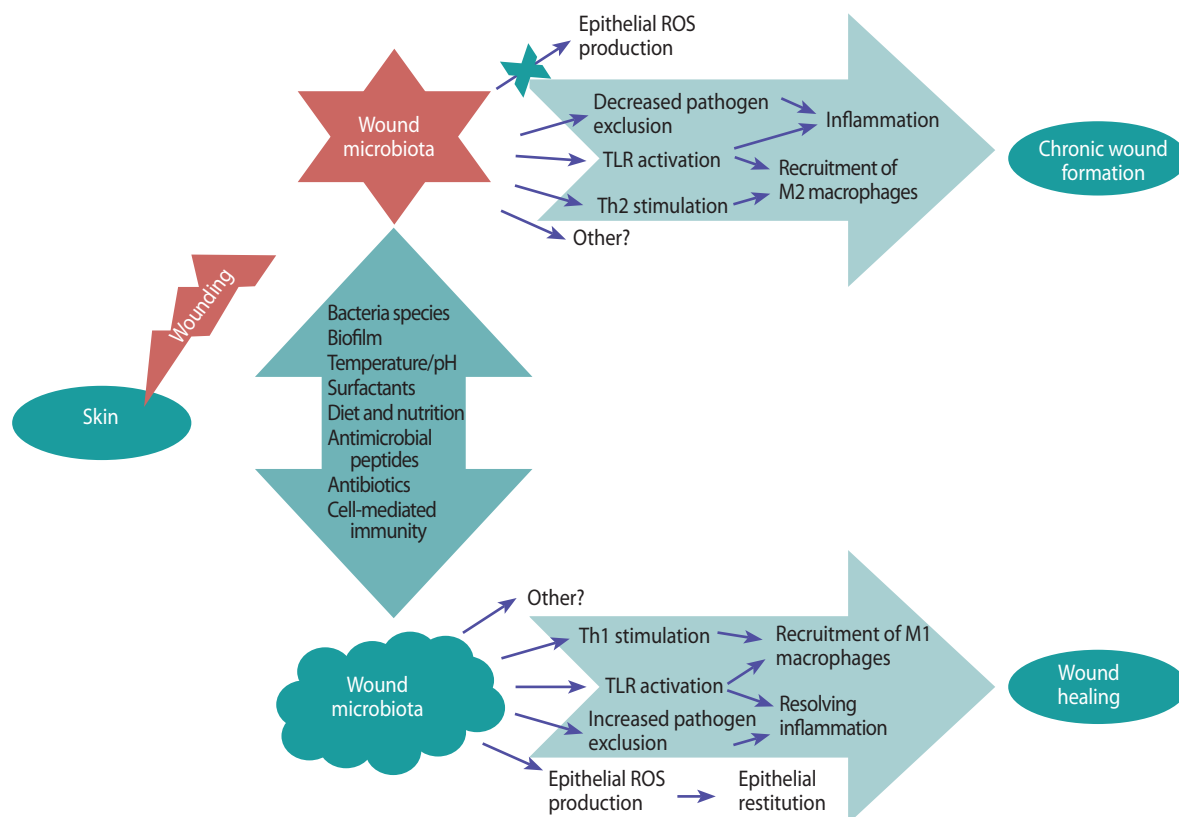 Epithelial ROS
production
Wound
microbiota
Decreased pathogen
exclusion
Inflammation
TLR activation
Recruitment of
M2 macrophages
Th2 stimulation
Other?
Chronic wound
formation
Wounding
Skin
Bacteria species
Biofilm
Temperature/pH
Surfactants
Diet and nutrition
Antimicrobial
peptides
Antibiotics
Cell-mediated
immunity
Other?
Th1 stimulation
Recruitment of M1
macrophages
Wound
microbiota
TLR activation
Resolving
inflammation
Increased pathogen
exclusion
Epithelial ROS
production
Epithelial
restitution
Wound
healing